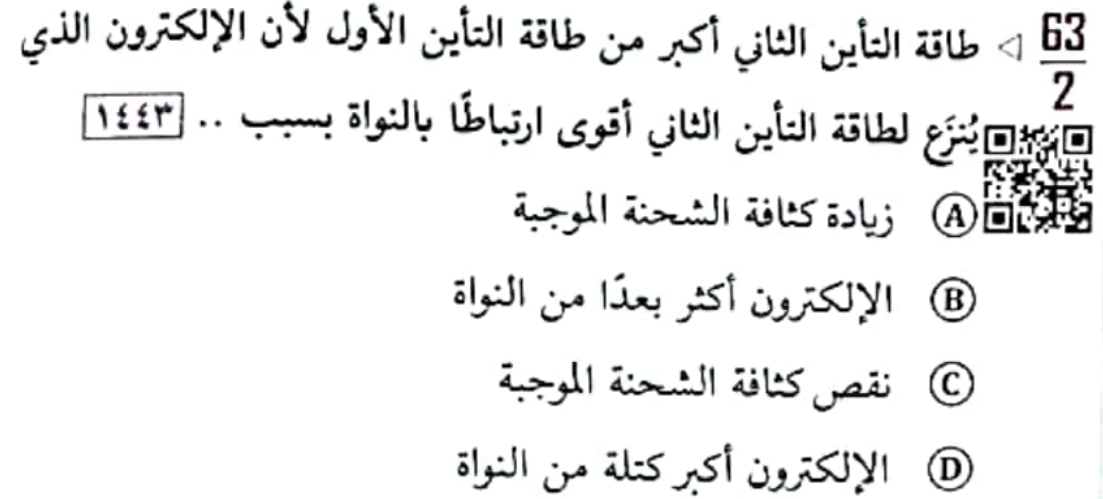 63/2 ◁ طاقة التأين الثاني أكبر من طاقة التأين الأول لأن الإلكترون الذي
يُنزَع لطاقة التأين الثاني أقوى ارتباطًا بالنواة بسبب .. ١٤٤٣
A زيادة كثافة الشحنة الموجبة
B الإلكترون أكثر بعدًا من النواة
C نقص كثافة الشحنة الموجبة
D الإلكترون أكبر كتلة من النواة